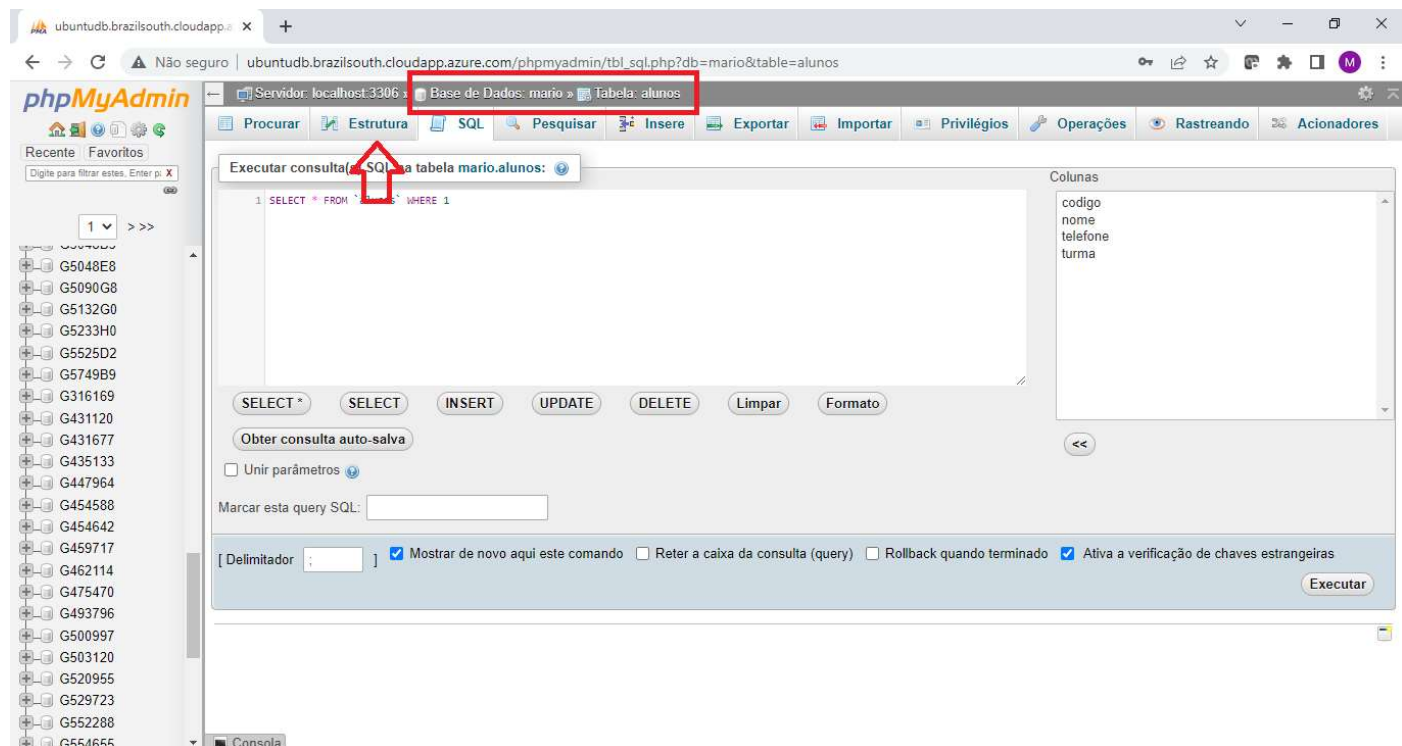 ubuntudb.brazilsouth.cloudapp.a
Não seguro ubuntudb.brazilsouth.cloudapp.azure.com/phpmyadmin/tbl_sql.php?db=mario&table=alunos
M
phpMyAdmin
Recente Favoritos
Digite para filtrar estes, Enter p: X
1 > >>
G5048E8
G5090G8
G5132G0
G5233H0
G5525D2
G5749B9
G316169
G431120
G431677
G435133
G447964
G454588
G454642
G459717
G462114
G475470
G493796
G500997
G503120
G520955
G529723
G552288
G554655
Servidor: localhost:3306 » Base de Dados: mario » Tabela: alunos
Procurar Estrutura SQL Pesquisar Insere Exportar Importar Privilégios Operações Rastreando Acionadores
Executar consulta(s) SQL na tabela mario.alunos:
1 SELECT * FROM `alunos` WHERE 1
Colunas
codigo
nome
telefone
turma
SELECT * SELECT INSERT UPDATE DELETE Limpar Formato
Obter consulta auto-salva
<<
Unir parâmetros
Marcar esta query SQL:
[ Delimitador ; ] Mostrar de novo aqui este comando Reter a caixa da consulta (query) Rollback quando terminado Ativa a verificação de chaves estrangeiras
Executar
Consola